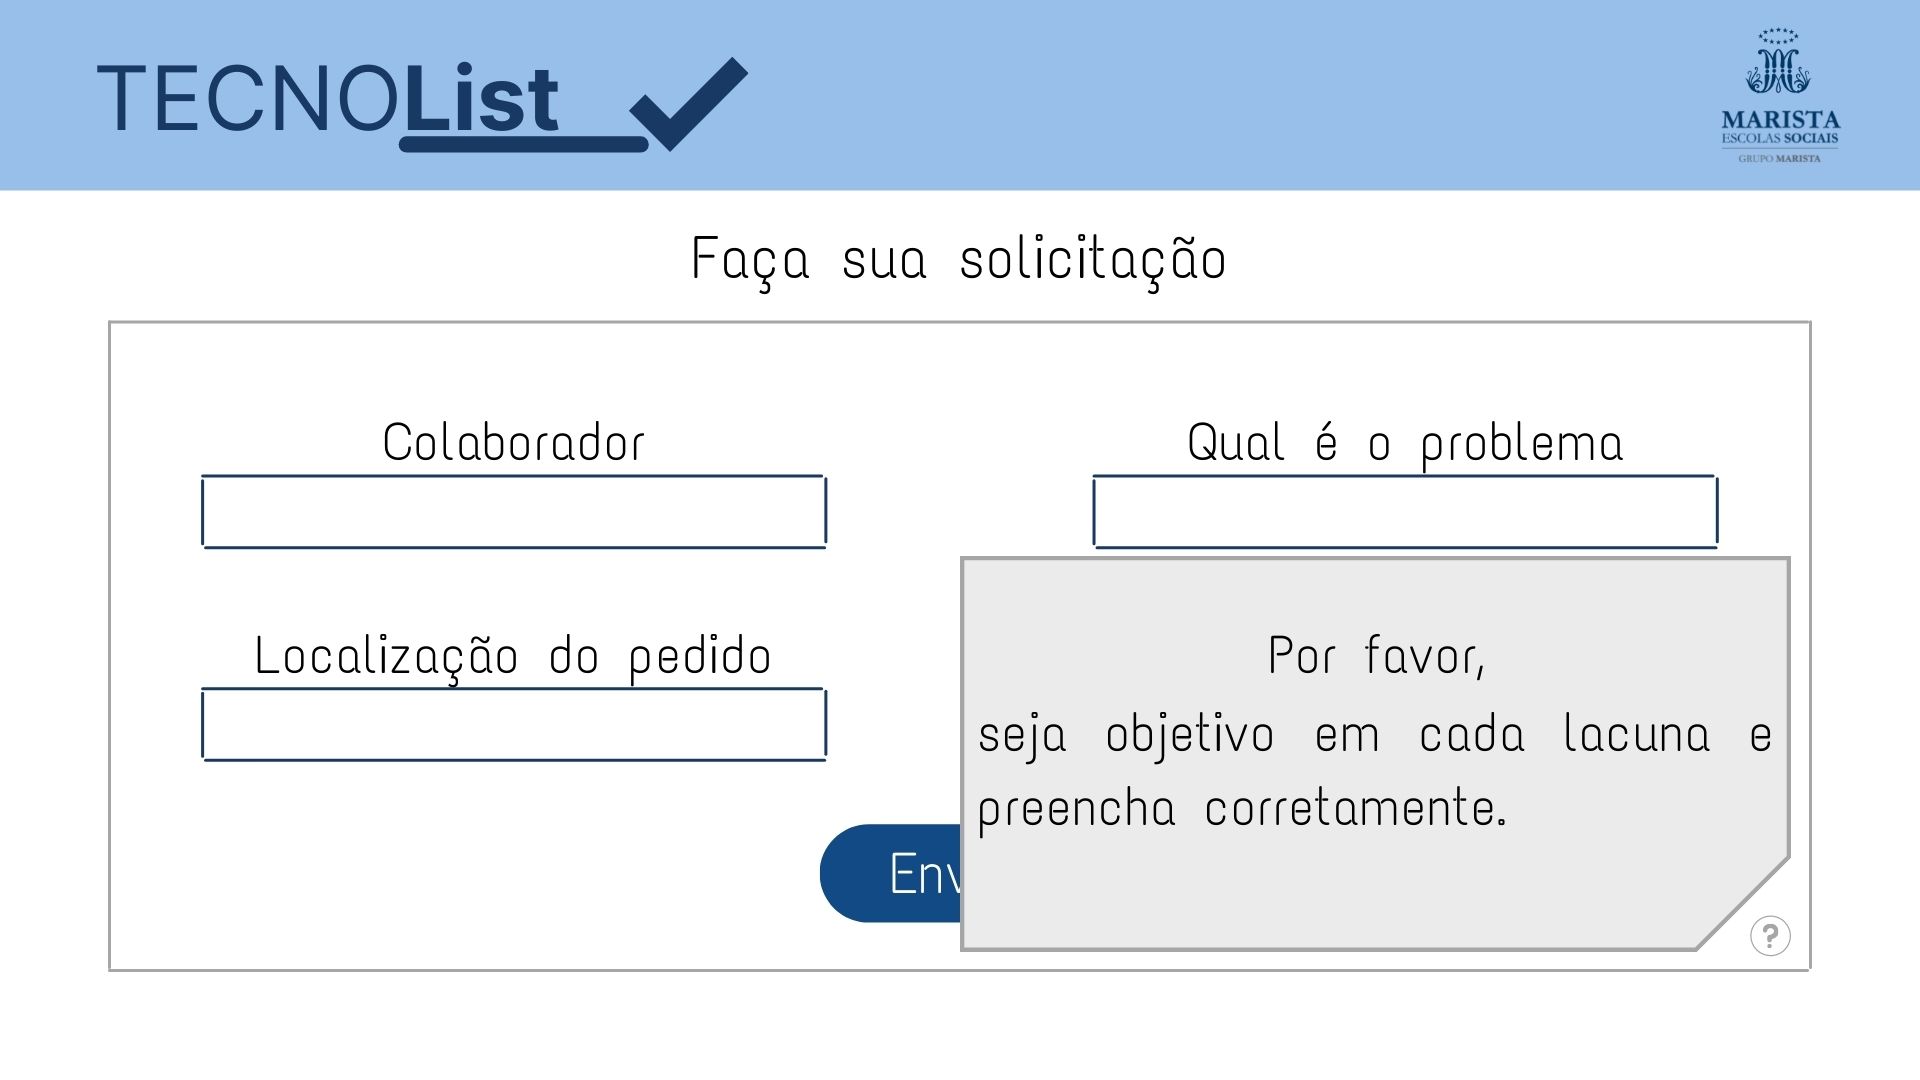 TECNOList
MARISTA
ESCOLAS SOCIAIS
GRUPO MARISTA
Faça sua solicitação
Colaborador
Qual é o problema
Localização do pedido
Por favor,
seja objetivo em cada lacuna e
preencha corretamente.
Env
?